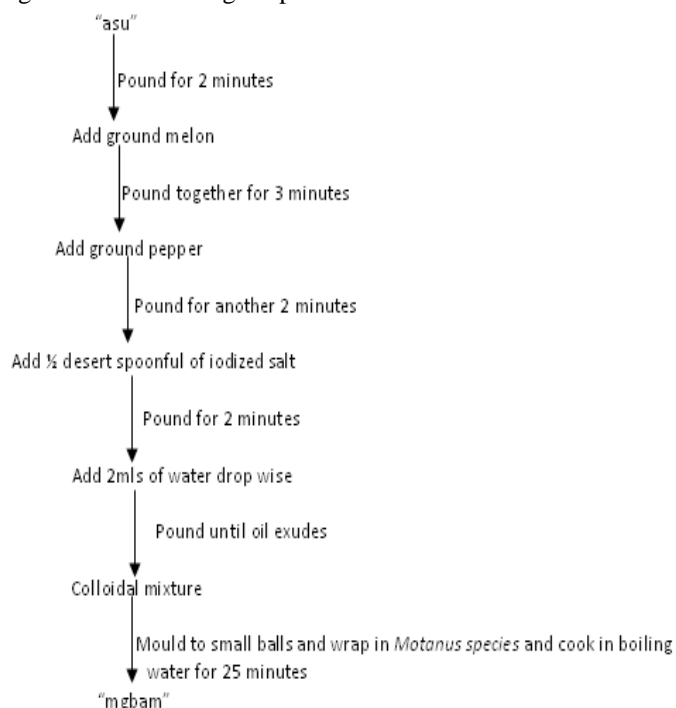 "asu"
Pound for 2 minutes
Add ground melon
Pound together for 3 minutes
Add ground pepper
Pound for another 2 minutes
Add ½ desert spoonful of iodized salt
Pound for 2 minutes
Add 2mls of water drop wise
Pound until oil exudes
Colloidal mixture
Mould to small balls and wrap in Motanus species and cook in boiling
water for 25 minutes
"mgbam"